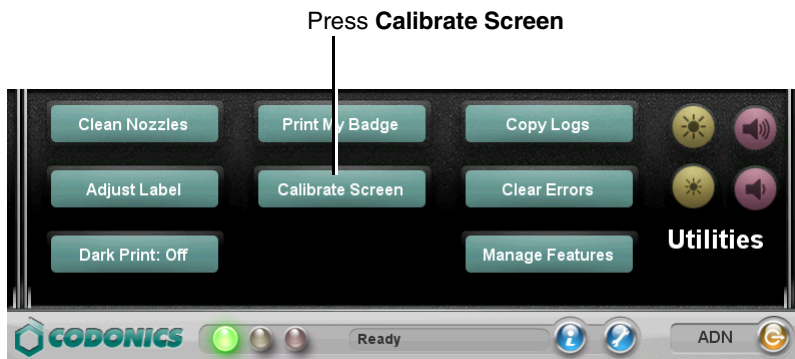 Press Calibrate Screen
Clean Nozzles
Print My Badge
Copy Logs
Adjust Label
Calibrate Screen
Clear Errors
Dark Print: Off
Manage Features
Utilities
CODONICS
Ready
ADN